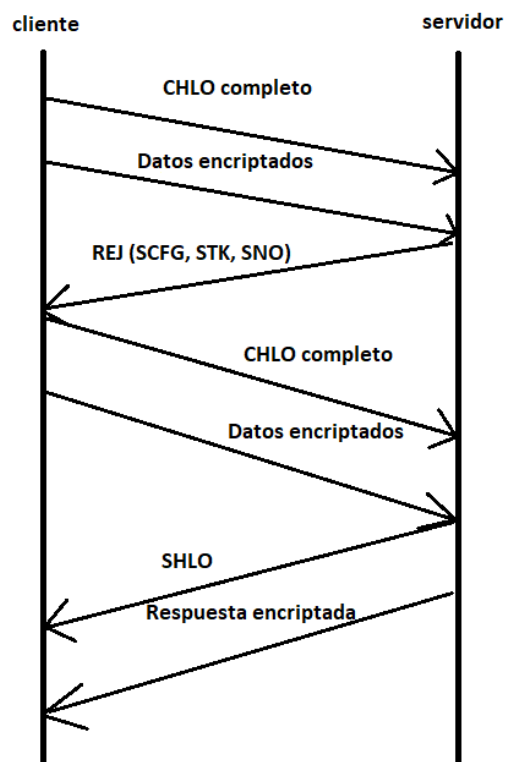 cliente
servidor
CHLO completo
Datos encriptados
REJ (SCFG, STK, SNO)
CHLO completo
Datos encriptados
SHLO
Respuesta encriptada